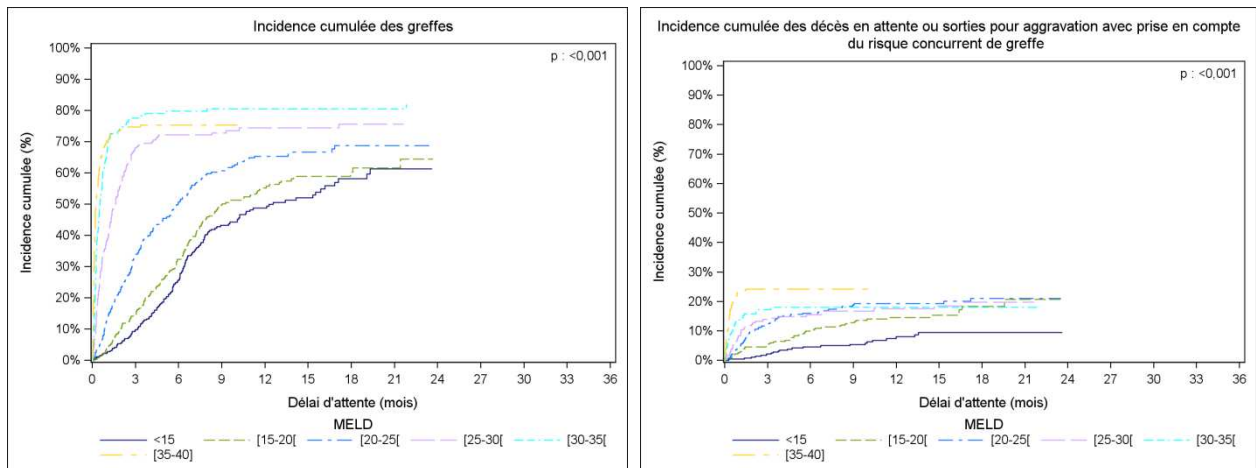 Incidence cumulée des greffes
p : <0,001
Incidence cumulée (%)
100%
90%
80%
70%
60%
50%
40%
30%
20%
10%
0%
0 3 6 9 12 15 18 21 24 27 30 33 36
Délai d'attente (mois)
MELD
<15 [15-20[ [20-25[ [25-30[ [30-35[
[35-40]
Incidence cumulée des décès en attente ou sorties pour aggravation avec prise en compte
du risque concurrent de greffe
p : <0,001
Incidence cumulée (%)
100%
90%
80%
70%
60%
50%
40%
30%
20%
10%
0%
0 3 6 9 12 15 18 21 24 27 30 33 36
Délai d'attente (mois)
MELD
<15 [15-20[ [20-25[ [25-30[ [30-35[
[35-40]